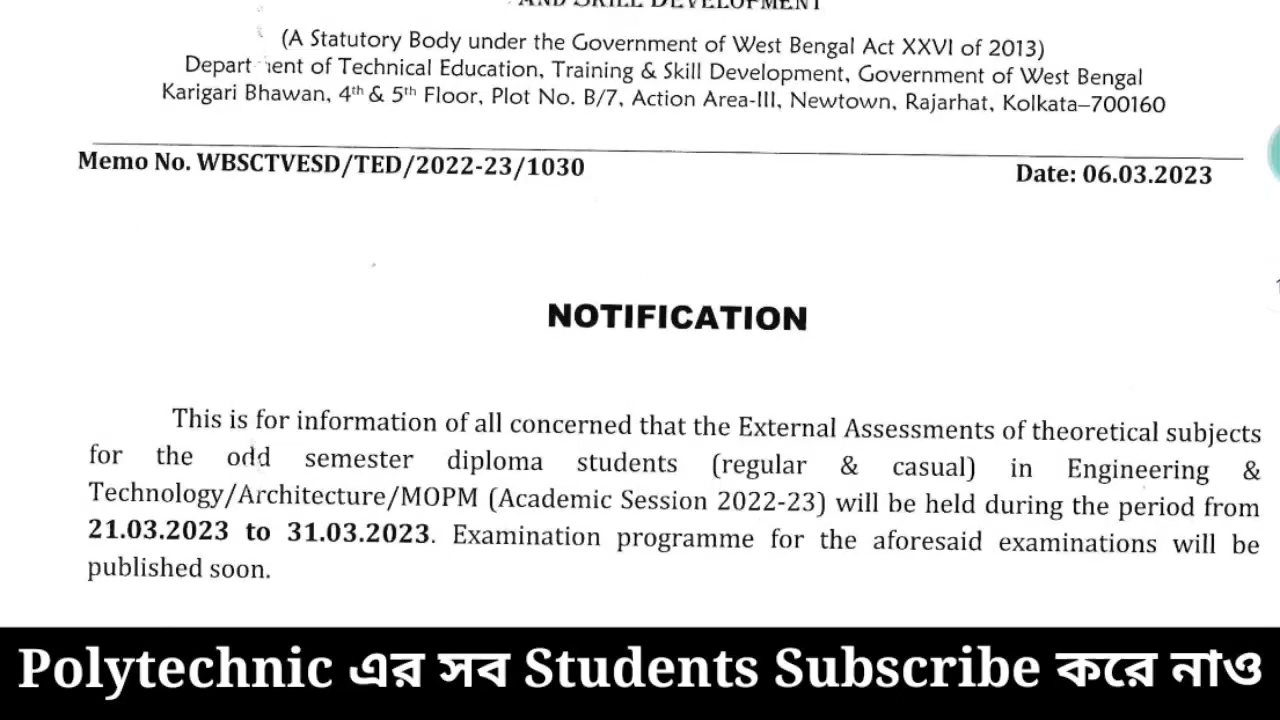 AND SKILL DEVELOPMENT
(A Statutory Body under the Government of West Bengal Act XXVI of 2013)
Department of Technical Education, Training & Skill Development, Government of West Bengal
Karigari Bhawan, 4th & 5th Floor, Plot No. B/7, Action Area-III, Newtown, Rajarhat, Kolkata–700160
Memo No. WBSCTVESD/TED/2022-23/1030 Date: 06.03.2023
NOTIFICATION
This is for information of all concerned that the External Assessments of theoretical subjects
for the odd semester diploma students (regular & casual) in Engineering &
Technology/Architecture/MOPM (Academic Session 2022-23) will be held during the period from
21.03.2023 to 31.03.2023. Examination programme for the aforesaid examinations will be
published soon.
Polytechnic এর সব Students Subscribe করে নাও